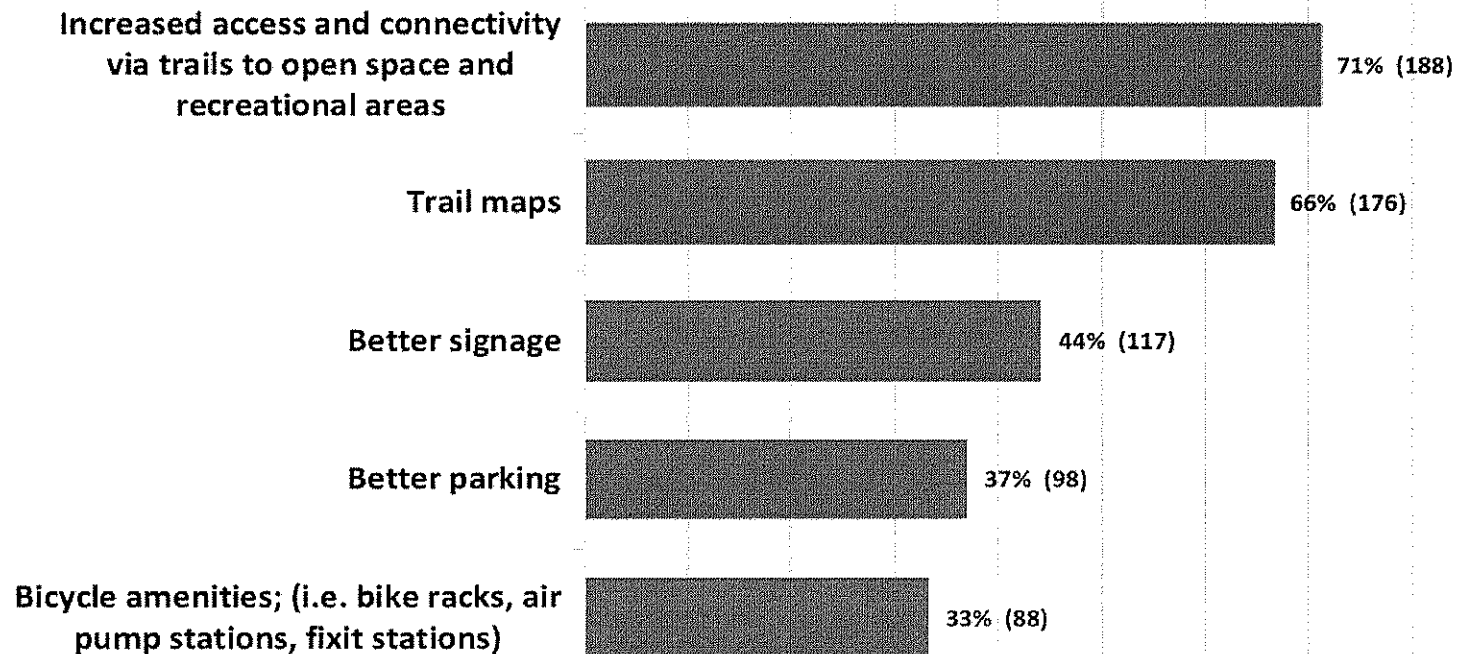 Increased access and connectivity
via trails to open space and
recreational areas
71% (188)
Trail maps
66% (176)
Better signage
44% (117)
Better parking
37% (98)
Bicycle amenities; (i.e. bike racks, air
pump stations, fixit stations)
33% (88)